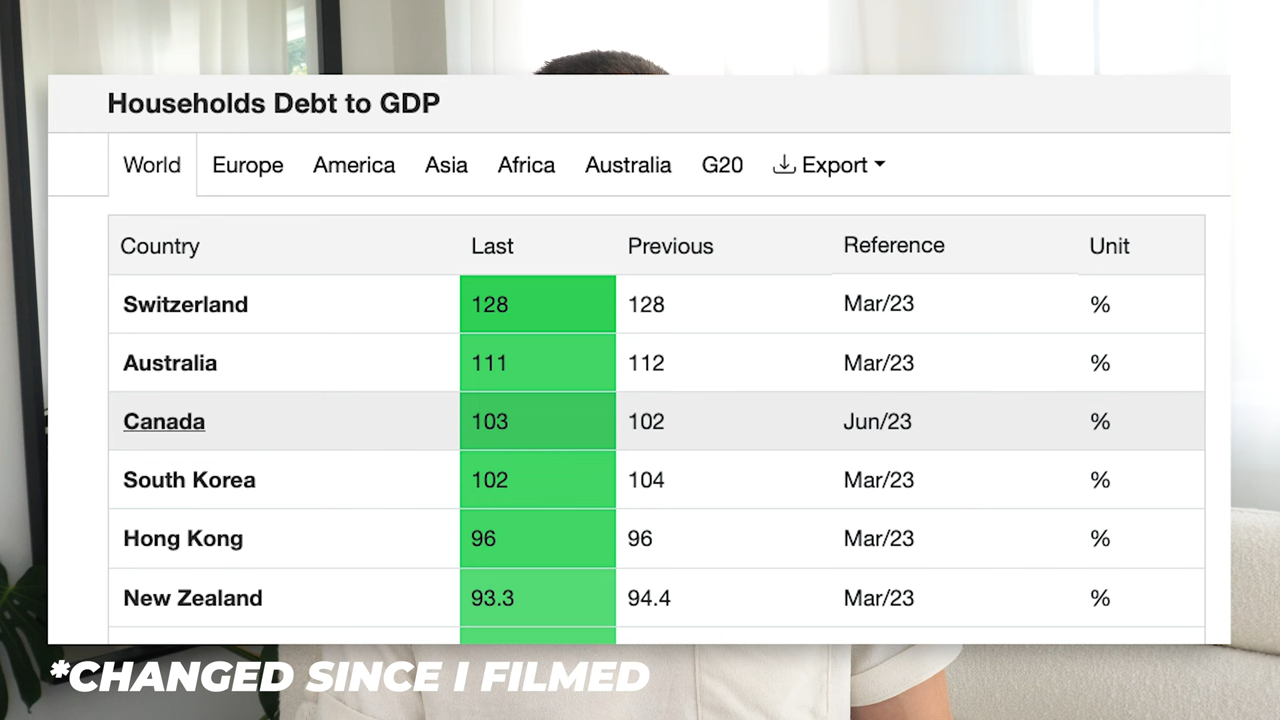 Households Debt to GDP
World Europe America Asia Africa Australia G20 Export
Country Last Previous Reference Unit
Switzerland 128 128 Mar/23 %
Australia 111 112 Mar/23 %
Canada 103 102 Jun/23 %
South Korea 102 104 Mar/23 %
Hong Kong 96 96 Mar/23 %
New Zealand 93.3 94.4 Mar/23 %
*CHANGED SINCE I FILMED